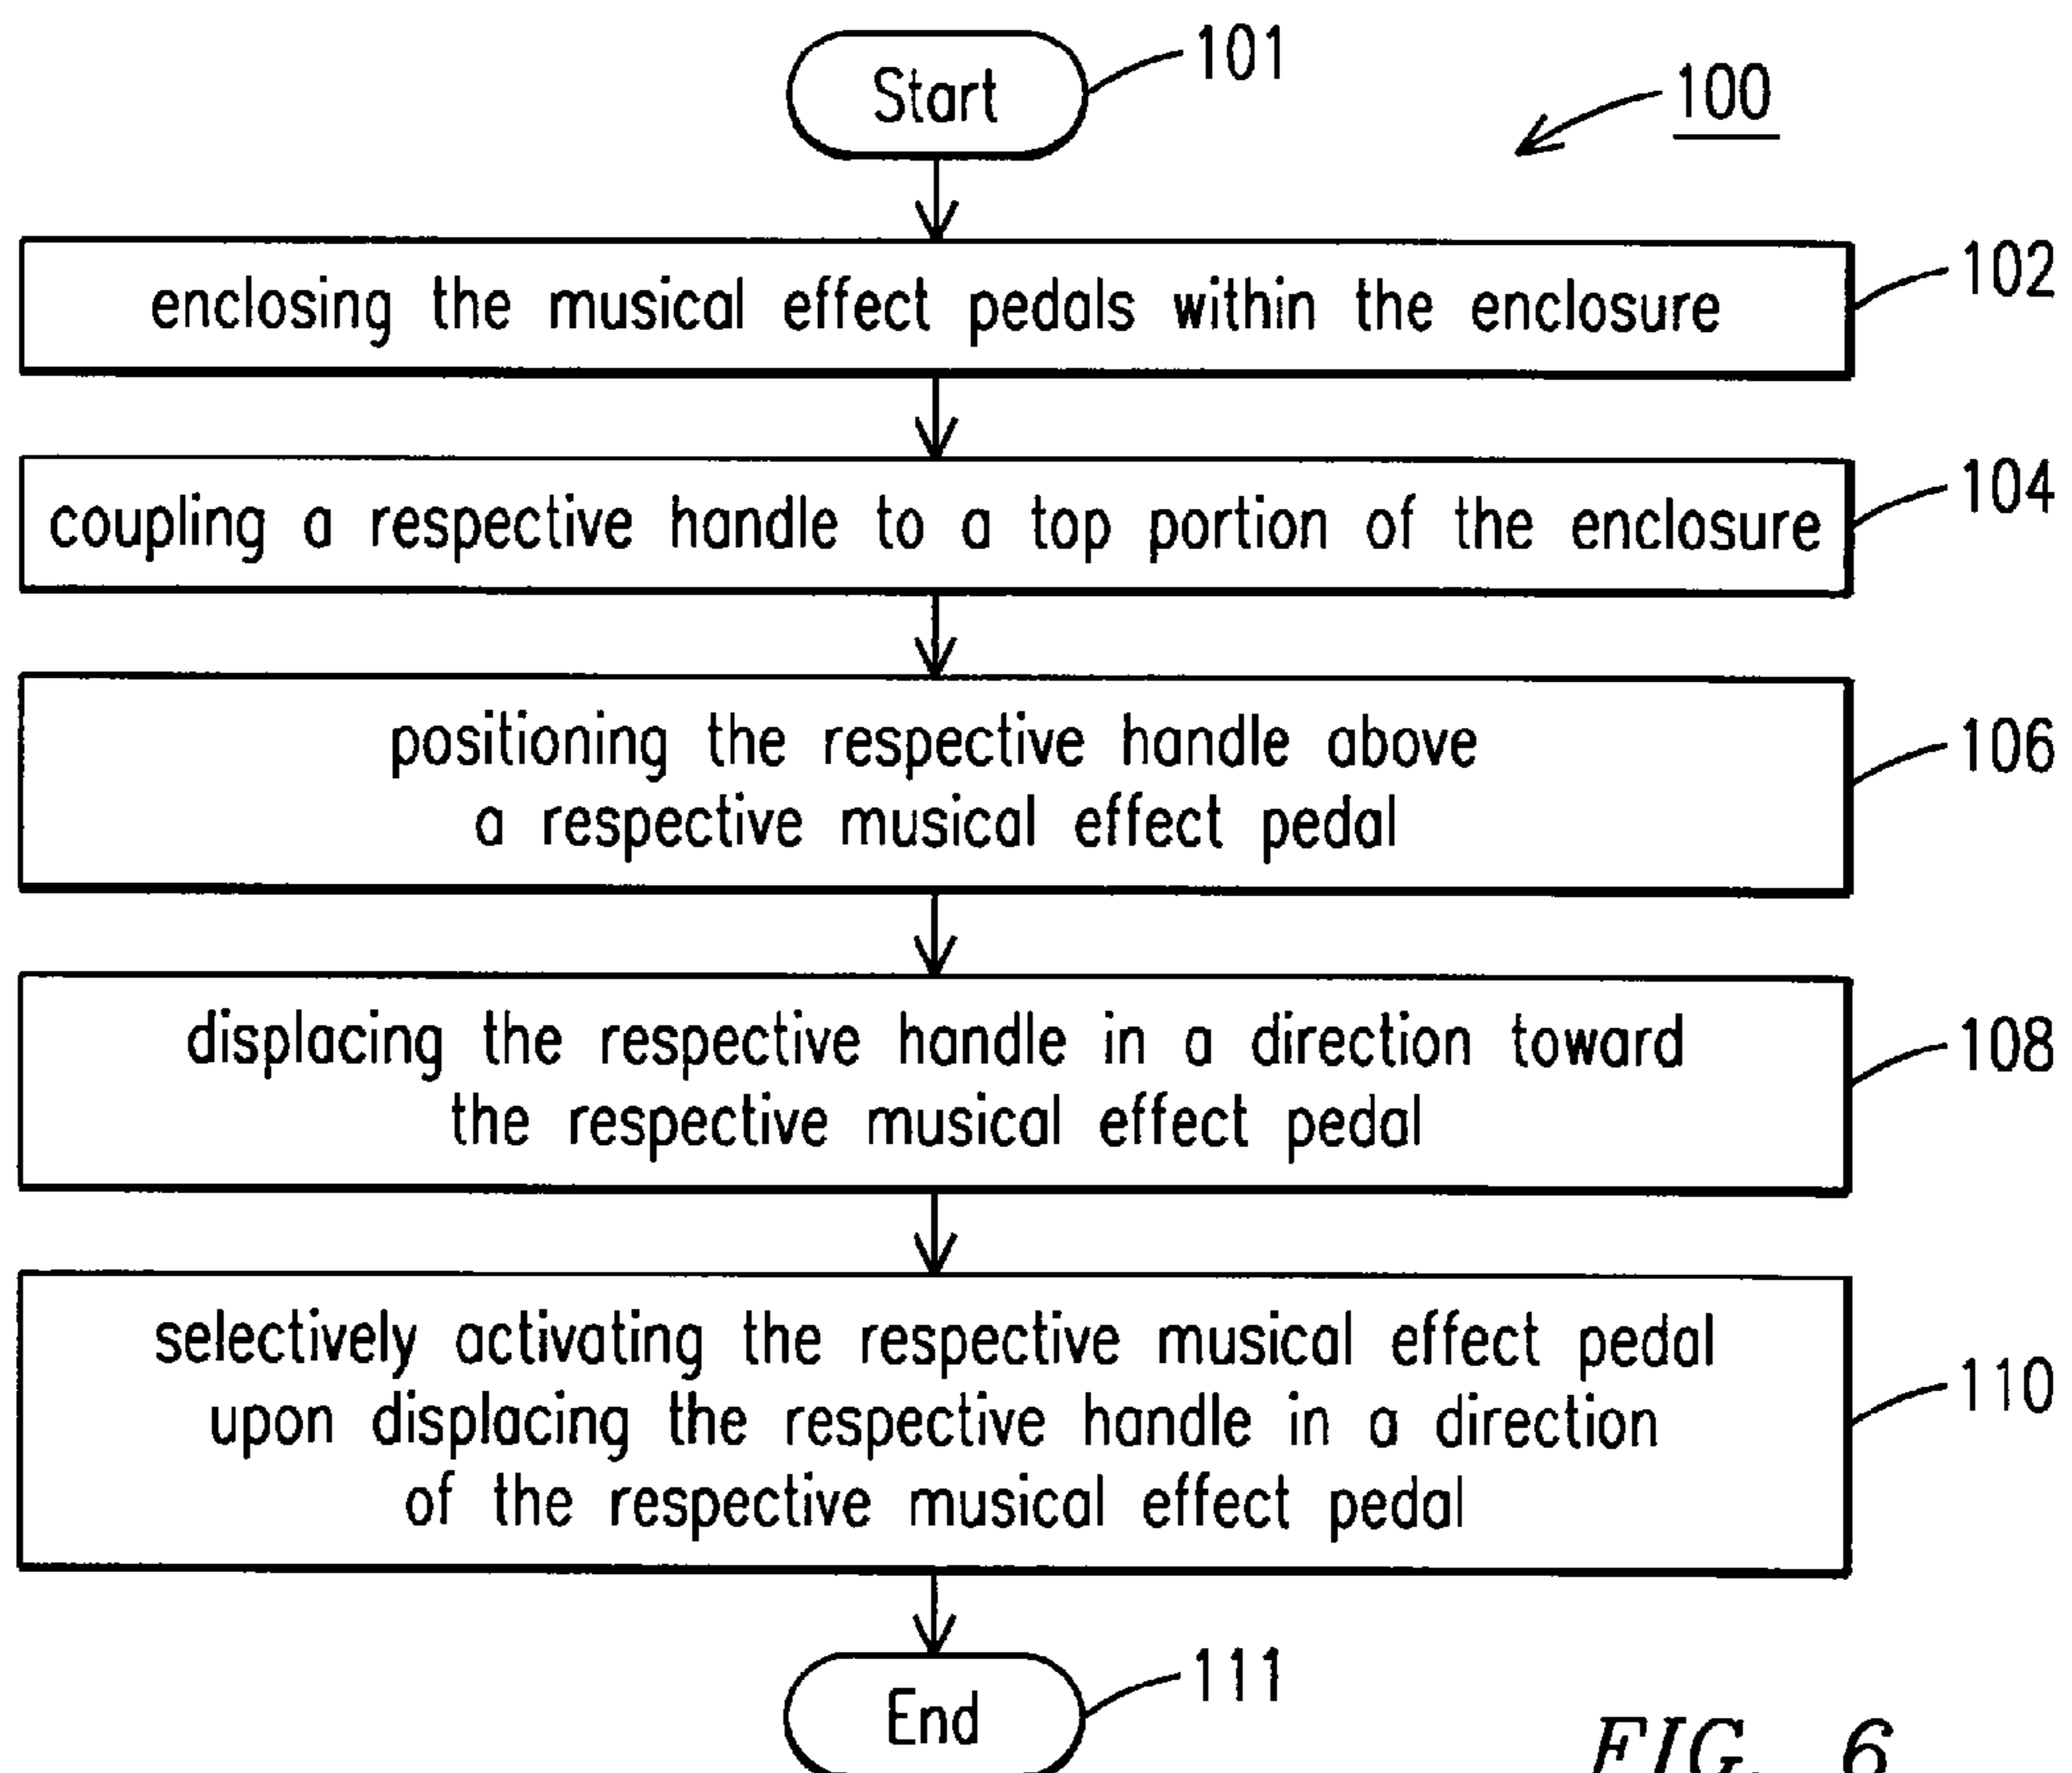 Start
101
100
enclosing the musical effect pedals within the enclosure
102
coupling a respective handle to a top portion of the enclosure
104
positioning the respective handle above
a respective musical effect pedal
106
displacing the respective handle in a direction toward
the respective musical effect pedal
108
selectively activating the respective musical effect pedal
upon displacing the respective handle in a direction
of the respective musical effect pedal
110
End
111
FIG. 6